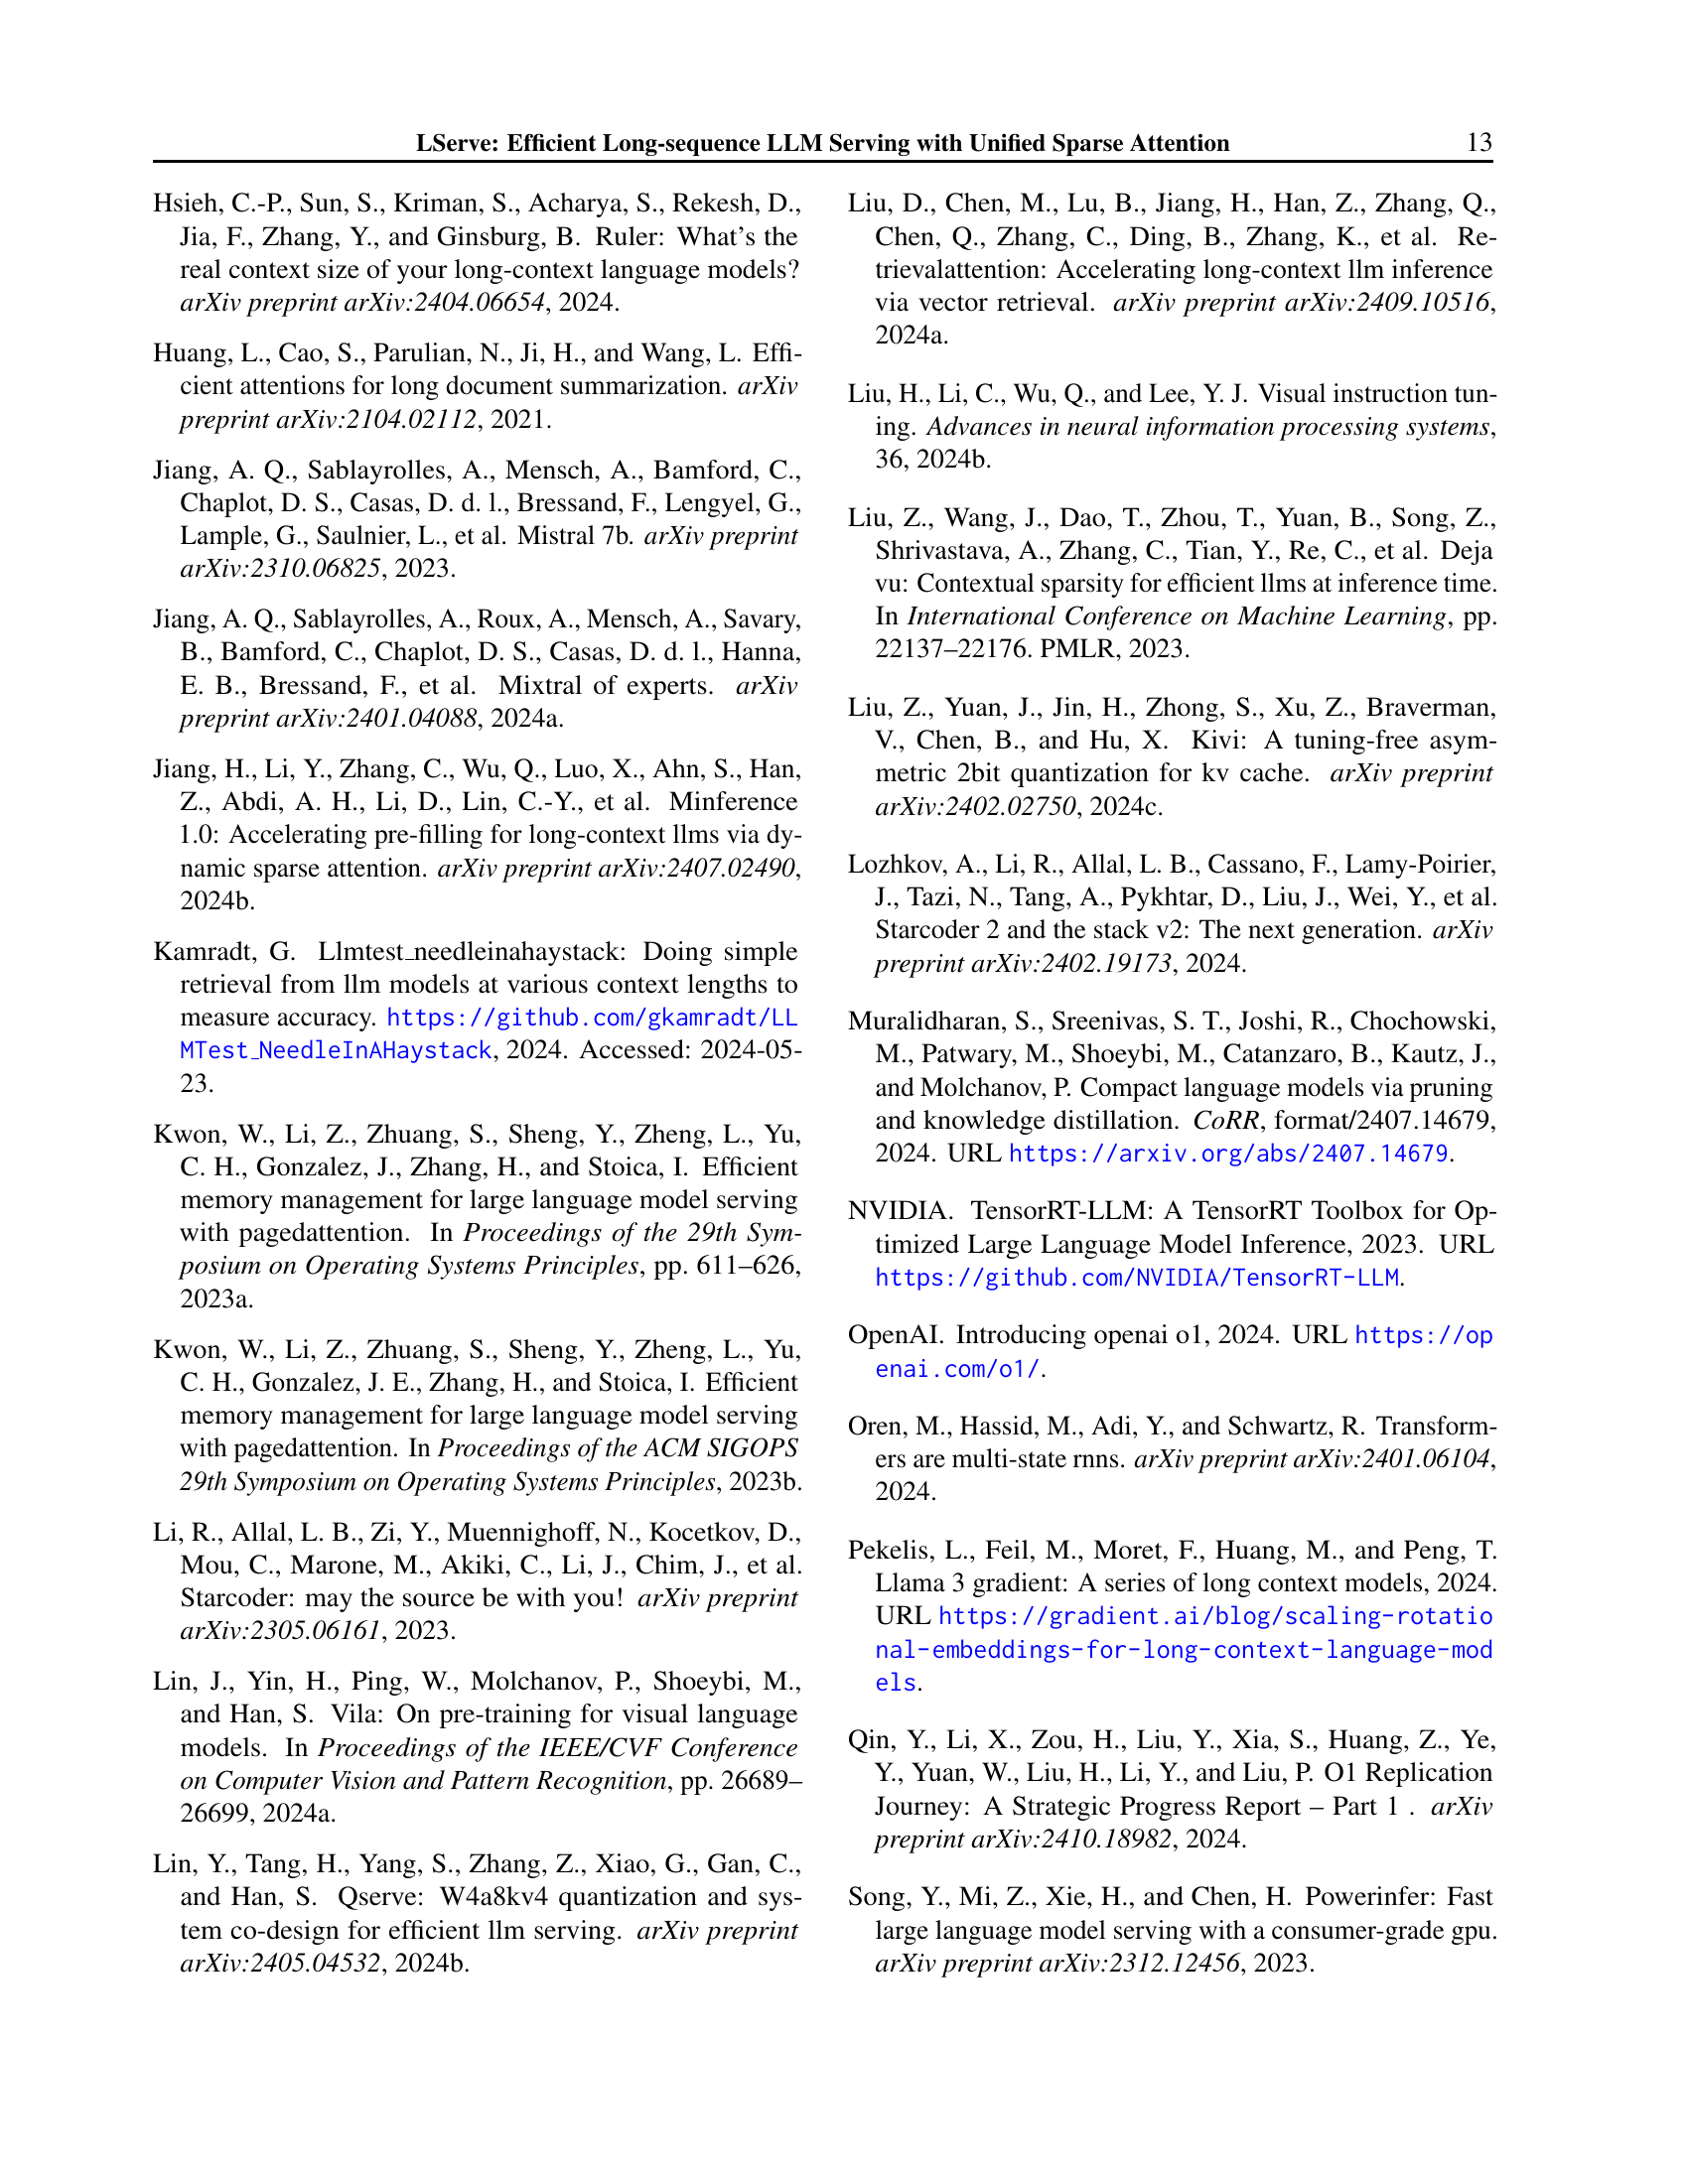 LServe: Efficient Long-sequence LLM Serving with Unified Sparse Attention 13
Hsieh, C.-P., Sun, S., Kriman, S., Acharya, S., Rekesh, D.,
Jia, F., Zhang, Y., and Ginsburg, B. Ruler: What's the
real context size of your long-context language models?
arXiv preprint arXiv:2404.06654, 2024.
Huang, L., Cao, S., Parulian, N., Ji, H., and Wang, L. Effi-
cient attentions for long document summarization. arXiv
preprint arXiv:2104.02112, 2021.
Jiang, A. Q., Sablayrolles, A., Mensch, A., Bamford, C.,
Chaplot, D. S., Casas, D. d. l., Bressand, F., Lengyel, G.,
Lample, G., Saulnier, L., et al. Mistral 7b. arXiv preprint
arXiv:2310.06825, 2023.
Jiang, A. Q., Sablayrolles, A., Roux, A., Mensch, A., Savary,
B., Bamford, C., Chaplot, D. S., Casas, D. d. l., Hanna,
E. B., Bressand, F., et al. Mixtral of experts. arXiv
preprint arXiv:2401.04088, 2024a.
Jiang, H., Li, Y., Zhang, C., Wu, Q., Luo, X., Ahn, S., Han,
Z., Abdi, A. H., Li, D., Lin, C.-Y., et al. Minference
1.0: Accelerating pre-filling for long-context llms via dy-
namic sparse attention. arXiv preprint arXiv:2407.02490,
2024b.
Kamradt, G. Llmtest_needleinahaystack: Doing simple
retrieval from llm models at various context lengths to
measure accuracy. https://github.com/gkamradt/LL
MTest_NeedleInAHaystack, 2024. Accessed: 2024-05-
23.
Kwon, W., Li, Z., Zhuang, S., Sheng, Y., Zheng, L., Yu,
C. H., Gonzalez, J., Zhang, H., and Stoica, I. Efficient
memory management for large language model serving
with pagedattention. In Proceedings of the 29th Sym-
posium on Operating Systems Principles, pp. 611–626,
2023a.
Kwon, W., Li, Z., Zhuang, S., Sheng, Y., Zheng, L., Yu,
C. H., Gonzalez, J. E., Zhang, H., and Stoica, I. Efficient
memory management for large language model serving
with pagedattention. In Proceedings of the ACM SIGOPS
29th Symposium on Operating Systems Principles, 2023b.
Li, R., Allal, L. B., Zi, Y., Muennighoff, N., Kocetkov, D.,
Mou, C., Marone, M., Akiki, C., Li, J., Chim, J., et al.
Starcoder: may the source be with you! arXiv preprint
arXiv:2305.06161, 2023.
Lin, J., Yin, H., Ping, W., Molchanov, P., Shoeybi, M.,
and Han, S. Vila: On pre-training for visual language
models. In Proceedings of the IEEE/CVF Conference
on Computer Vision and Pattern Recognition, pp. 26689–
26699, 2024a.
Lin, Y., Tang, H., Yang, S., Zhang, Z., Xiao, G., Gan, C.,
and Han, S. Qserve: W4a8kv4 quantization and sys-
tem co-design for efficient llm serving. arXiv preprint
arXiv:2405.04532, 2024b.
Liu, D., Chen, M., Lu, B., Jiang, H., Han, Z., Zhang, Q.,
Chen, Q., Zhang, C., Ding, B., Zhang, K., et al. Re-
trievalattention: Accelerating long-context llm inference
via vector retrieval. arXiv preprint arXiv:2409.10516,
2024a.
Liu, H., Li, C., Wu, Q., and Lee, Y. J. Visual instruction tun-
ing. Advances in neural information processing systems,
36, 2024b.
Liu, Z., Wang, J., Dao, T., Zhou, T., Yuan, B., Song, Z.,
Shrivastava, A., Zhang, C., Tian, Y., Re, C., et al. Deja
vu: Contextual sparsity for efficient llms at inference time.
In International Conference on Machine Learning, pp.
22137–22176. PMLR, 2023.
Liu, Z., Yuan, J., Jin, H., Zhong, S., Xu, Z., Braverman,
V., Chen, B., and Hu, X. Kivi: A tuning-free asym-
metric 2bit quantization for kv cache. arXiv preprint
arXiv:2402.02750, 2024c.
Lozhkov, A., Li, R., Allal, L. B., Cassano, F., Lamy-Poirier,
J., Tazi, N., Tang, A., Pykhtar, D., Liu, J., Wei, Y., et al.
Starcoder 2 and the stack v2: The next generation. arXiv
preprint arXiv:2402.19173, 2024.
Muralidharan, S., Sreenivas, S. T., Joshi, R., Chochowski,
M., Patwary, M., Shoeybi, M., Catanzaro, B., Kautz, J.,
and Molchanov, P. Compact language models via pruning
and knowledge distillation. CoRR, format/2407.14679,
2024. URL https://arxiv.org/abs/2407.14679.
NVIDIA. TensorRT-LLM: A TensorRT Toolbox for Op-
timized Large Language Model Inference, 2023. URL
https://github.com/NVIDIA/TensorRT-LLM.
OpenAI. Introducing openai o1, 2024. URL https://op
enai.com/o1/.
Oren, M., Hassid, M., Adi, Y., and Schwartz, R. Transform-
ers are multi-state rnns. arXiv preprint arXiv:2401.06104,
2024.
Pekelis, L., Feil, M., Moret, F., Huang, M., and Peng, T.
Llama 3 gradient: A series of long context models, 2024.
URL https://gradient.ai/blog/scaling-rotatio
nal-embeddings-for-long-context-language-mod
els.
Qin, Y., Li, X., Zou, H., Liu, Y., Xia, S., Huang, Z., Ye,
Y., Yuan, W., Liu, H., Li, Y., and Liu, P. O1 Replication
Journey: A Strategic Progress Report – Part 1 . arXiv
preprint arXiv:2410.18982, 2024.
Song, Y., Mi, Z., Xie, H., and Chen, H. Powerinfer: Fast
large language model serving with a consumer-grade gpu.
arXiv preprint arXiv:2312.12456, 2023.